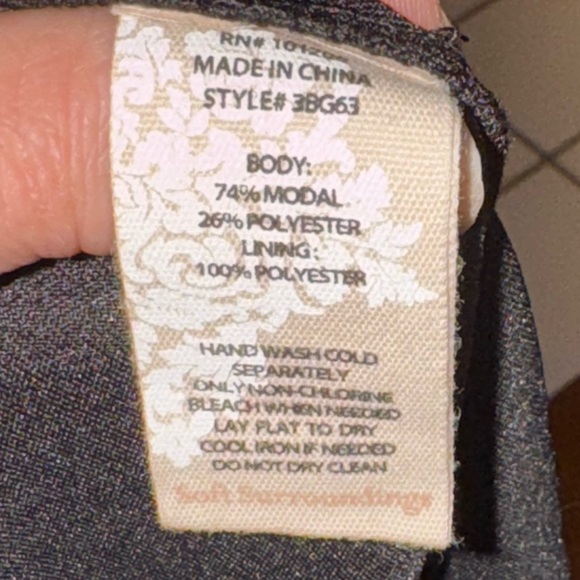 RN#
MADE IN CHINA
STYLE# 3BG63
BODY:
74% MODAL
26% POLYESTER
LINING:
100% POLYESTER
HAND WASH COLD
SEPARATELY
ONLY NON-CHLORINE
BLEACH WHEN NEEDED
LAY FLAT TO DRY
COOL IRON IF NEEDED
DO NOT DRY CLEAN
Soft Surroundings